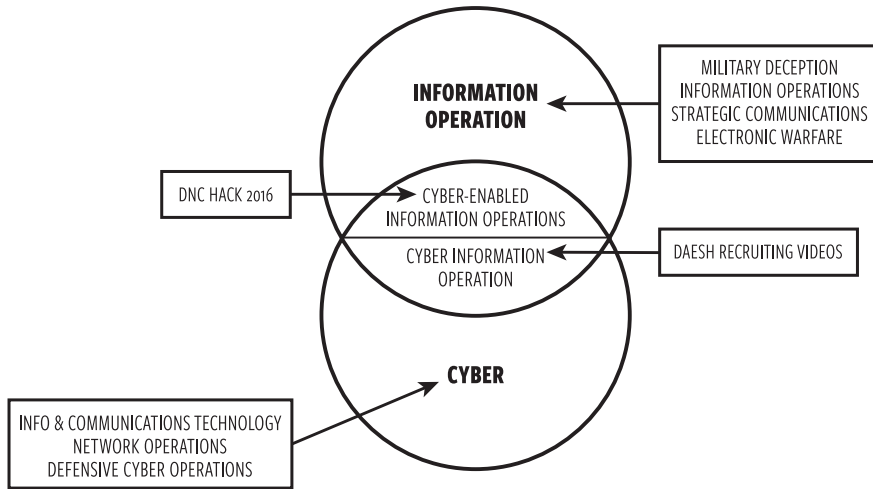 INFORMATION
OPERATION
MILITARY DECEPTION
INFORMATION OPERATIONS
STRATEGIC COMMUNICATIONS
ELECTRONIC WARFARE
DNC HACK 2016
CYBER-ENABLED
INFORMATION OPERATIONS
CYBER INFORMATION
OPERATION
DAESH RECRUITING VIDEOS
CYBER
INFO & COMMUNICATIONS TECHNOLOGY
NETWORK OPERATIONS
DEFENSIVE CYBER OPERATIONS